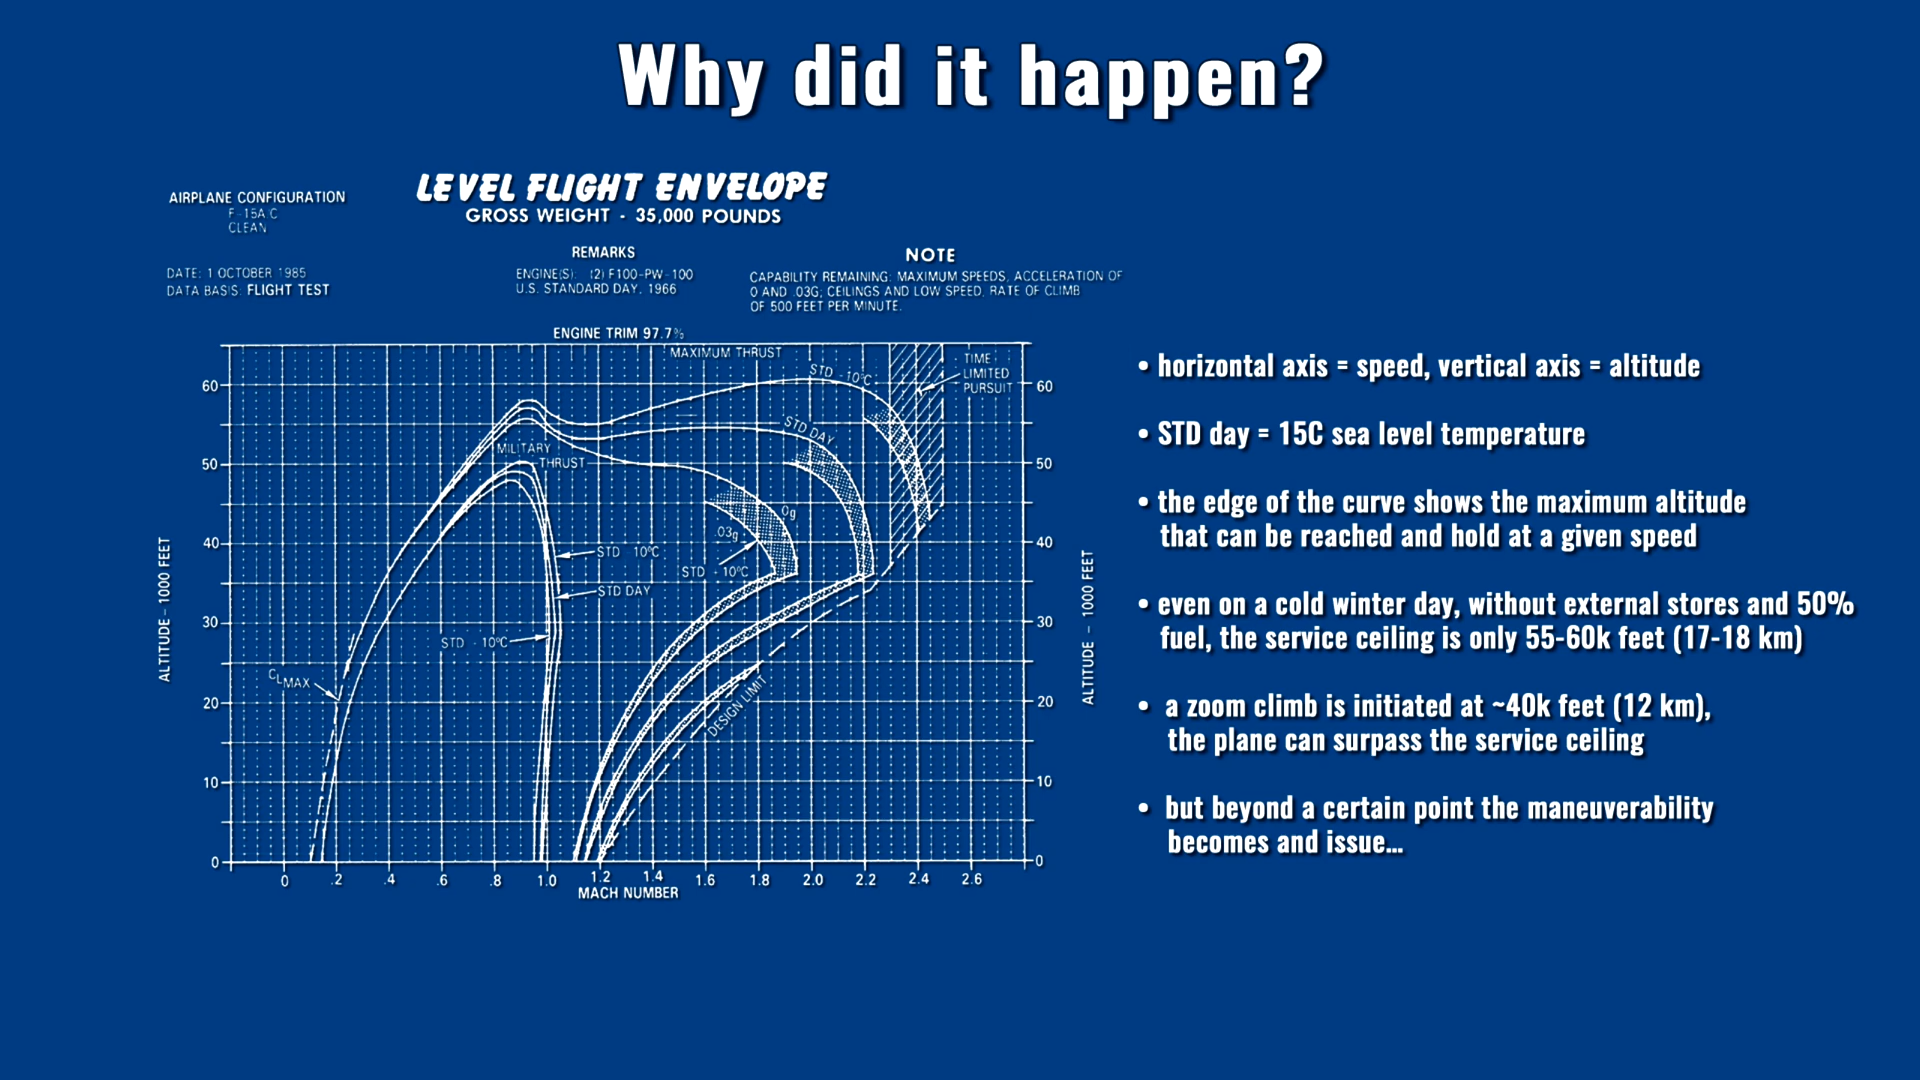 Why did it happen?
AIRPLANE CONFIGURATION
F-15A/C
CLEAN
LEVEL FLIGHT ENVELOPE
GROSS WEIGHT - 35,000 POUNDS
DATE: 1 OCTOBER 1985
DATA BASIS: FLIGHT TEST
REMARKS
ENGINE(S): (2) F100-PW-100
U.S. STANDARD DAY, 1966
NOTE
CAPABILITY REMAINING: MAXIMUM SPEEDS, ACCELERATION OF
0 AND .03G; CEILINGS AND LOW SPEED, RATE OF CLIMB
OF 500 FEET PER MINUTE.
ENGINE TRIM 97.7%
MAXIMUM THRUST
STD -10°C
TIME
LIMITED
PURSUIT
STD DAY
MILITARY
THRUST
0g
.03g
STD +10°C
STD -10°C
STD DAY
STD -10°C
CLMAX
DESIGN LIMIT
ALTITUDE – 1000 FEET
60
50
40
30
20
10
0
ALTITUDE – 1000 FEET
60
50
40
30
20
10
0
0 .2 .4 .6 .8 1.0 1.2 1.4 1.6 1.8 2.0 2.2 2.4 2.6
MACH NUMBER
• horizontal axis = speed, vertical axis = altitude
• STD day = 15C sea level temperature
• the edge of the curve shows the maximum altitude
that can be reached and hold at a given speed
• even on a cold winter day, without external stores and 50%
fuel, the service ceiling is only 55-60k feet (17-18 km)
• a zoom climb is initiated at ~40k feet (12 km),
the plane can surpass the service ceiling
• but beyond a certain point the maneuverability
becomes and issue...